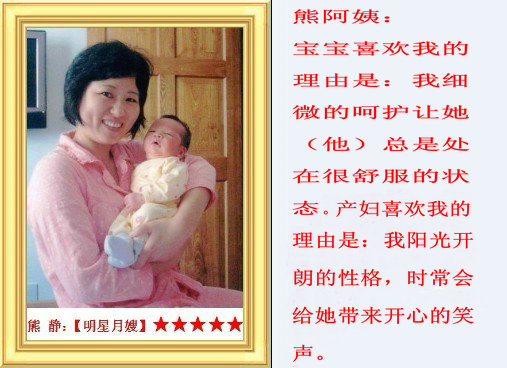 熊 静:【明星月嫂】★★★★★
熊阿姨：
宝宝喜欢我的
理由是：我细
微的呵护让她
（他）总是处
在很舒服的状
态。产妇喜欢我的
理由是：我阳光开
朗的性格，时常会
给她带来开心的笑
声。